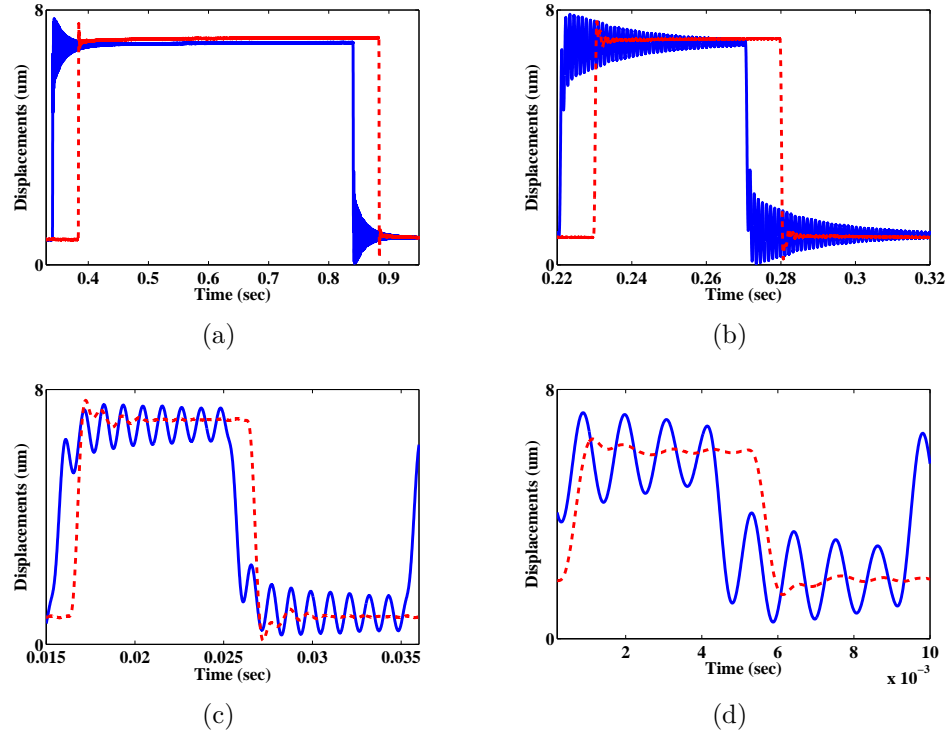 8
Displacements (um)
0
0.4 0.5 0.6 0.7 0.8 0.9
Time (sec)
(a)
8
Displacements (um)
0
0.22 0.24 0.26 0.28 0.3 0.32
Time (sec)
(b)
8
Displacements (um)
0
0.015 0.02 0.025 0.03 0.035
Time (sec)
(c)
8
Displacements (um)
0
2 4 6 8 10
Time (sec)
x 10⁻³
(d)